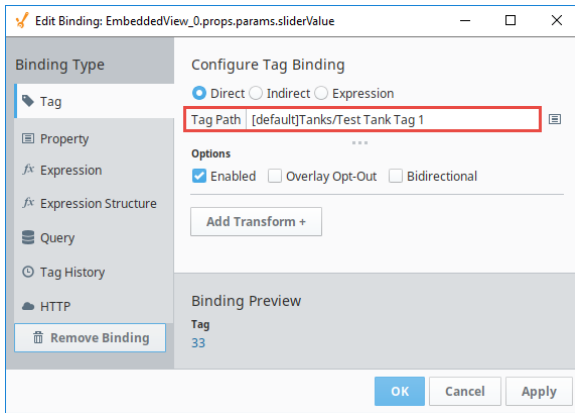 Edit Binding: EmbeddedView_0.props.params.sliderValue
Binding Type
Tag
Property
fx Expression
fx Expression Structure
Query
Tag History
HTTP
Remove Binding
Configure Tag Binding
Direct Indirect Expression
Tag Path [default]Tanks/Test Tank Tag 1
Options
Enabled Overlay Opt-Out Bidirectional
Add Transform +
Binding Preview
Tag
33
OK Cancel Apply